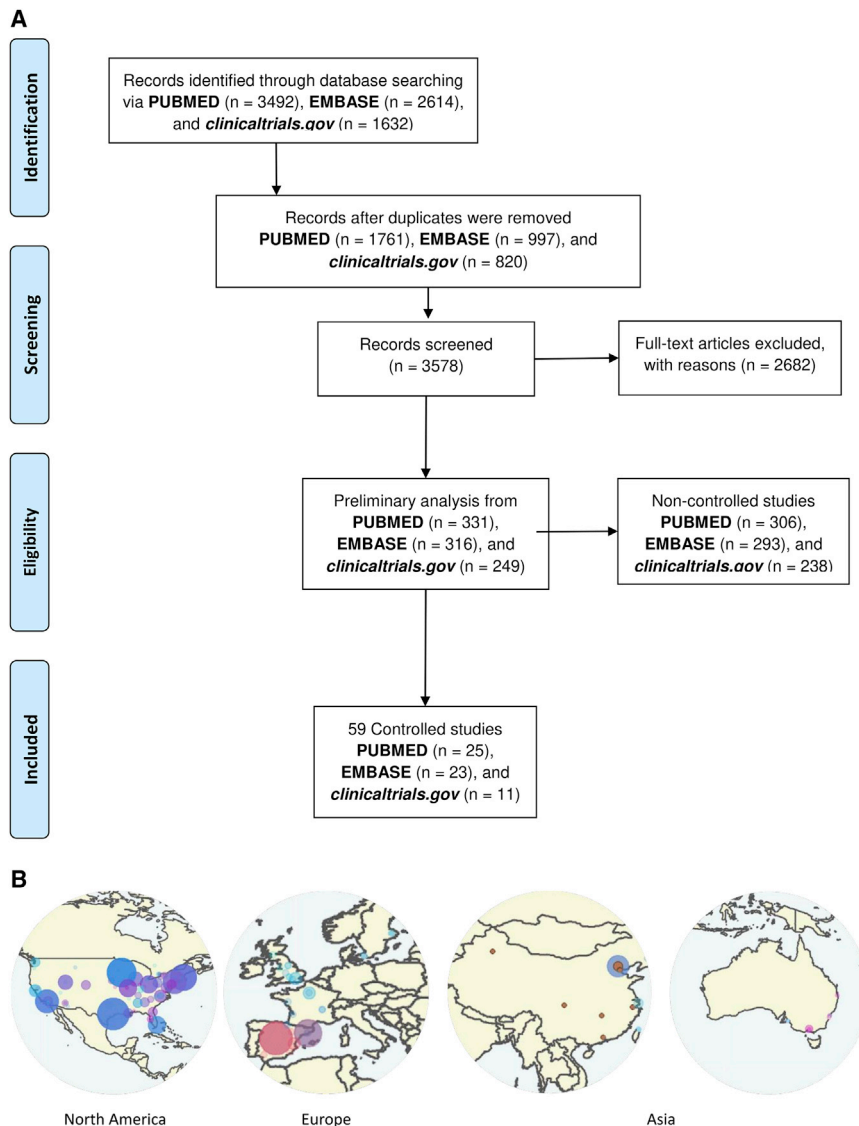 A
Identification
Records identified through database searching
via PUBMED (n = 3492), EMBASE (n = 2614),
and clinicaltrials.gov (n = 1632)
Records after duplicates were removed
PUBMED (n = 1761), EMBASE (n = 997), and
clinicaltrials.gov (n = 820)
Screening
Records screened
(n = 3578)
Full-text articles excluded,
with reasons (n = 2682)
Eligibility
Preliminary analysis from
PUBMED (n = 331),
EMBASE (n = 316), and
clinicaltrials.gov (n = 249)
Non-controlled studies
PUBMED (n = 306),
EMBASE (n = 293), and
clinicaltrials.gov (n = 238)
Included
59 Controlled studies
PUBMED (n = 25),
EMBASE (n = 23), and
clinicaltrials.gov (n = 11)
B
North America
Europe
Asia